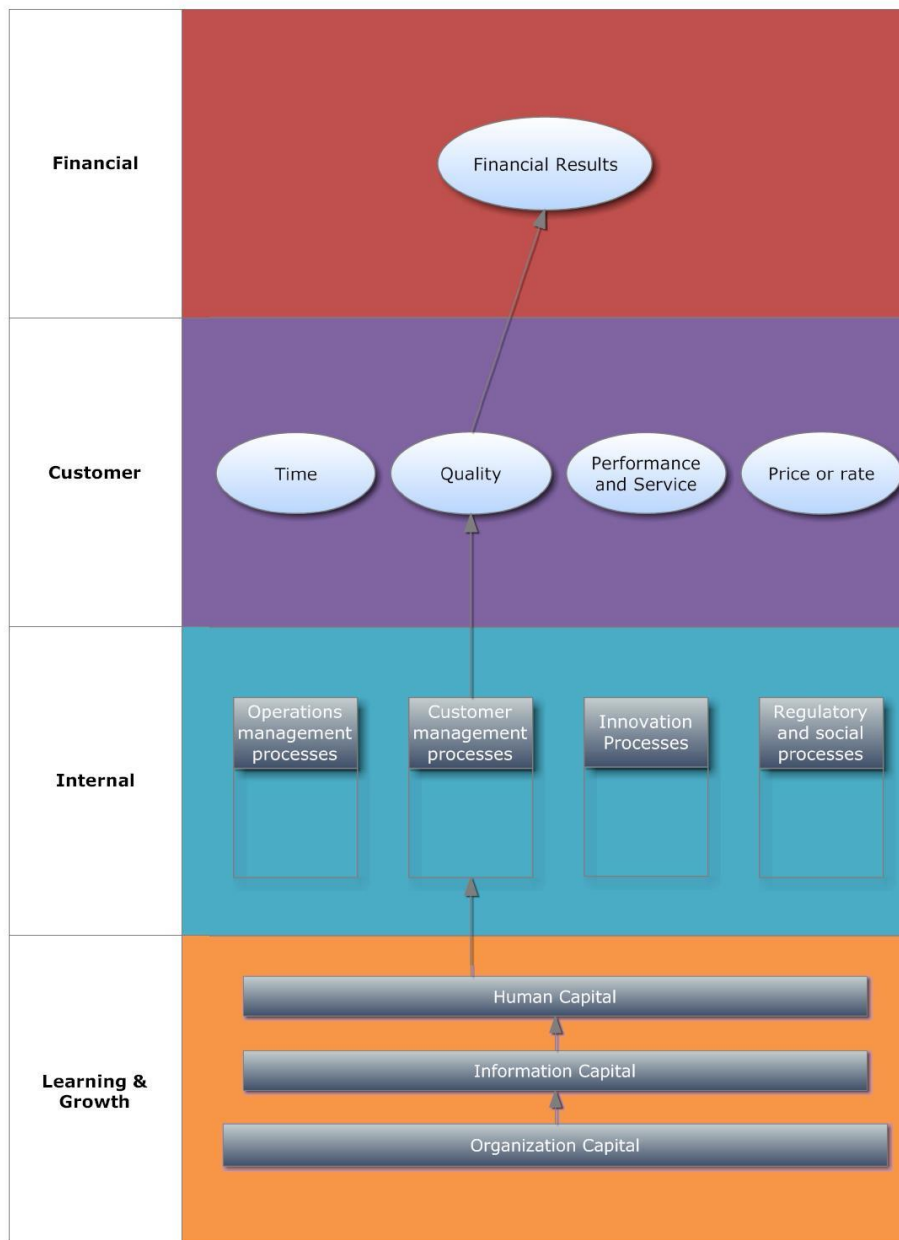 Financial
Financial Results
Customer
Time
Quality
Performance
and Service
Price or rate
Internal
Operations
management
processes
Customer
management
processes
Innovation
Processes
Regulatory
and social
processes
Learning &
Growth
Human Capital
Information Capital
Organization Capital